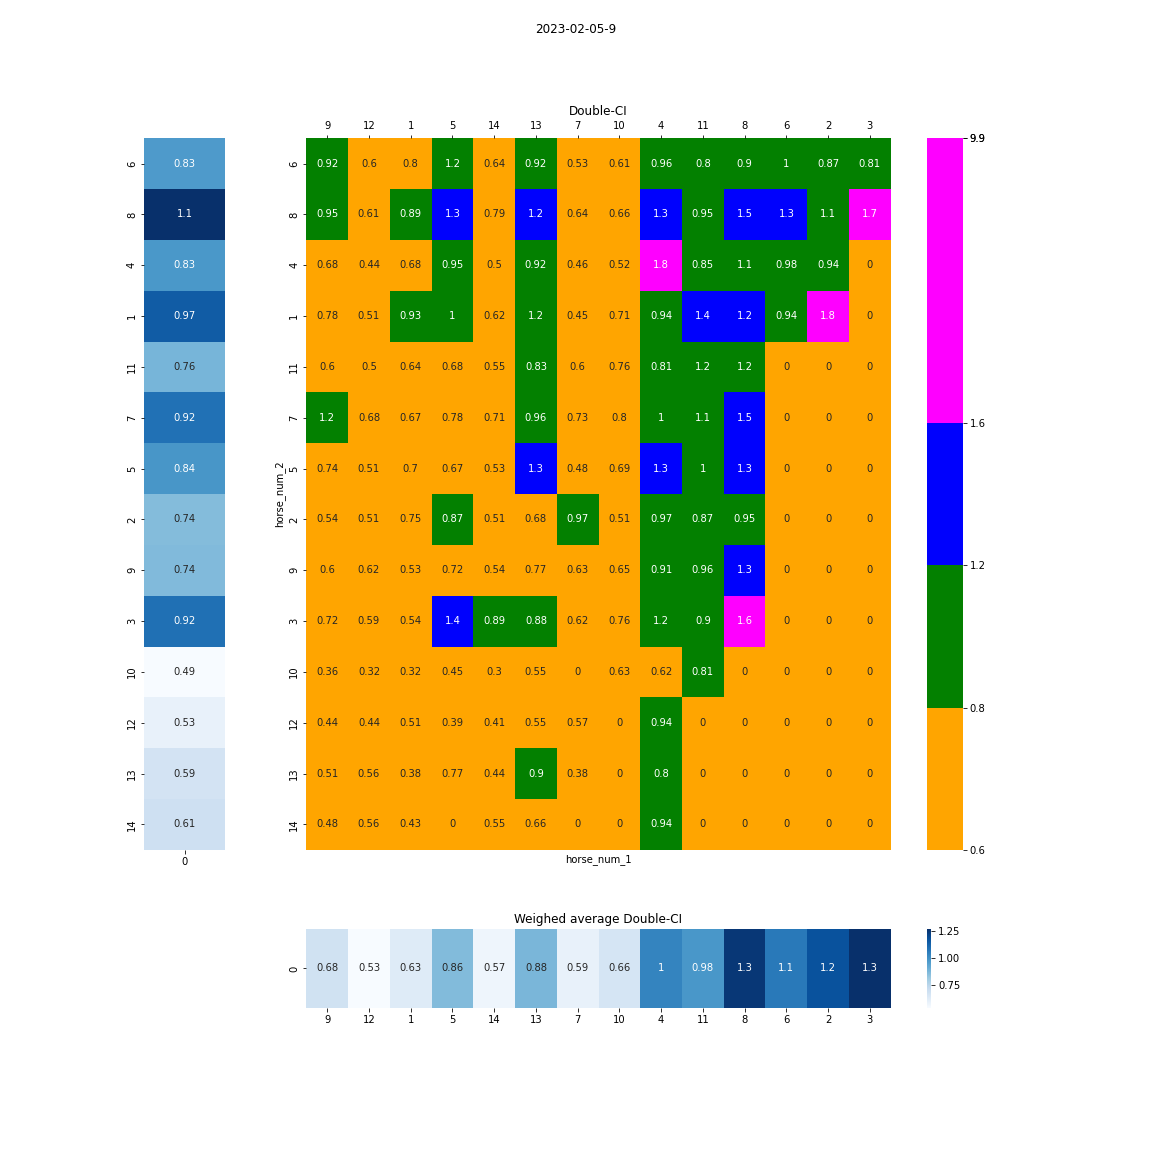 2023-02-05-9
Double-CI
9 12 1 5 14 13 7 10 4 11 8 6 2 3
9.9
6 0.83 6 0.92 0.6 0.8 1.2 0.64 0.92 0.53 0.61 0.96 0.8 0.9 1 0.87 0.81
8 1.1 8 0.95 0.61 0.89 1.3 0.79 1.2 0.64 0.66 1.3 0.95 1.5 1.3 1.1 1.7
4 0.83 4 0.68 0.44 0.68 0.95 0.5 0.92 0.46 0.52 1.8 0.85 1.1 0.98 0.94 0
1 0.97 1 0.78 0.51 0.93 1 0.62 1.2 0.45 0.71 0.94 1.4 1.2 0.94 1.8 0
11 0.76 11 0.6 0.5 0.64 0.68 0.55 0.83 0.6 0.76 0.81 1.2 1.2 0 0 0
7 0.92 7 1.2 0.68 0.67 0.78 0.71 0.96 0.73 0.8 1 1.1 1.5 0 0 0
1.6
5 0.84 5 0.74 0.51 0.7 0.67 0.53 1.3 0.48 0.69 1.3 1 1.3 0 0 0
horse_num_2
2 0.74 2 0.54 0.51 0.75 0.87 0.51 0.68 0.97 0.51 0.97 0.87 0.95 0 0 0
9 0.74 9 0.6 0.62 0.53 0.72 0.54 0.77 0.63 0.65 0.91 0.96 1.3 0 0 0
1.2
3 0.92 3 0.72 0.59 0.54 1.4 0.89 0.88 0.62 0.76 1.2 0.9 1.6 0 0 0
10 0.49 10 0.36 0.32 0.32 0.45 0.3 0.55 0 0.63 0.62 0.81 0 0 0 0
0.8
12 0.53 12 0.44 0.44 0.51 0.39 0.41 0.55 0.57 0 0.94 0 0 0 0 0
13 0.59 13 0.51 0.56 0.38 0.77 0.44 0.9 0.38 0 0.8 0 0 0 0 0
14 0.61 14 0.48 0.56 0.43 0 0.55 0.66 0 0 0.94 0 0 0 0 0
0.6
0
horse_num_1
Weighed average Double-CI
0 0.68 0.53 0.63 0.86 0.57 0.88 0.59 0.66 1 0.98 1.3 1.1 1.2 1.3
1.25
1.00
0.75
9 12 1 5 14 13 7 10 4 11 8 6 2 3